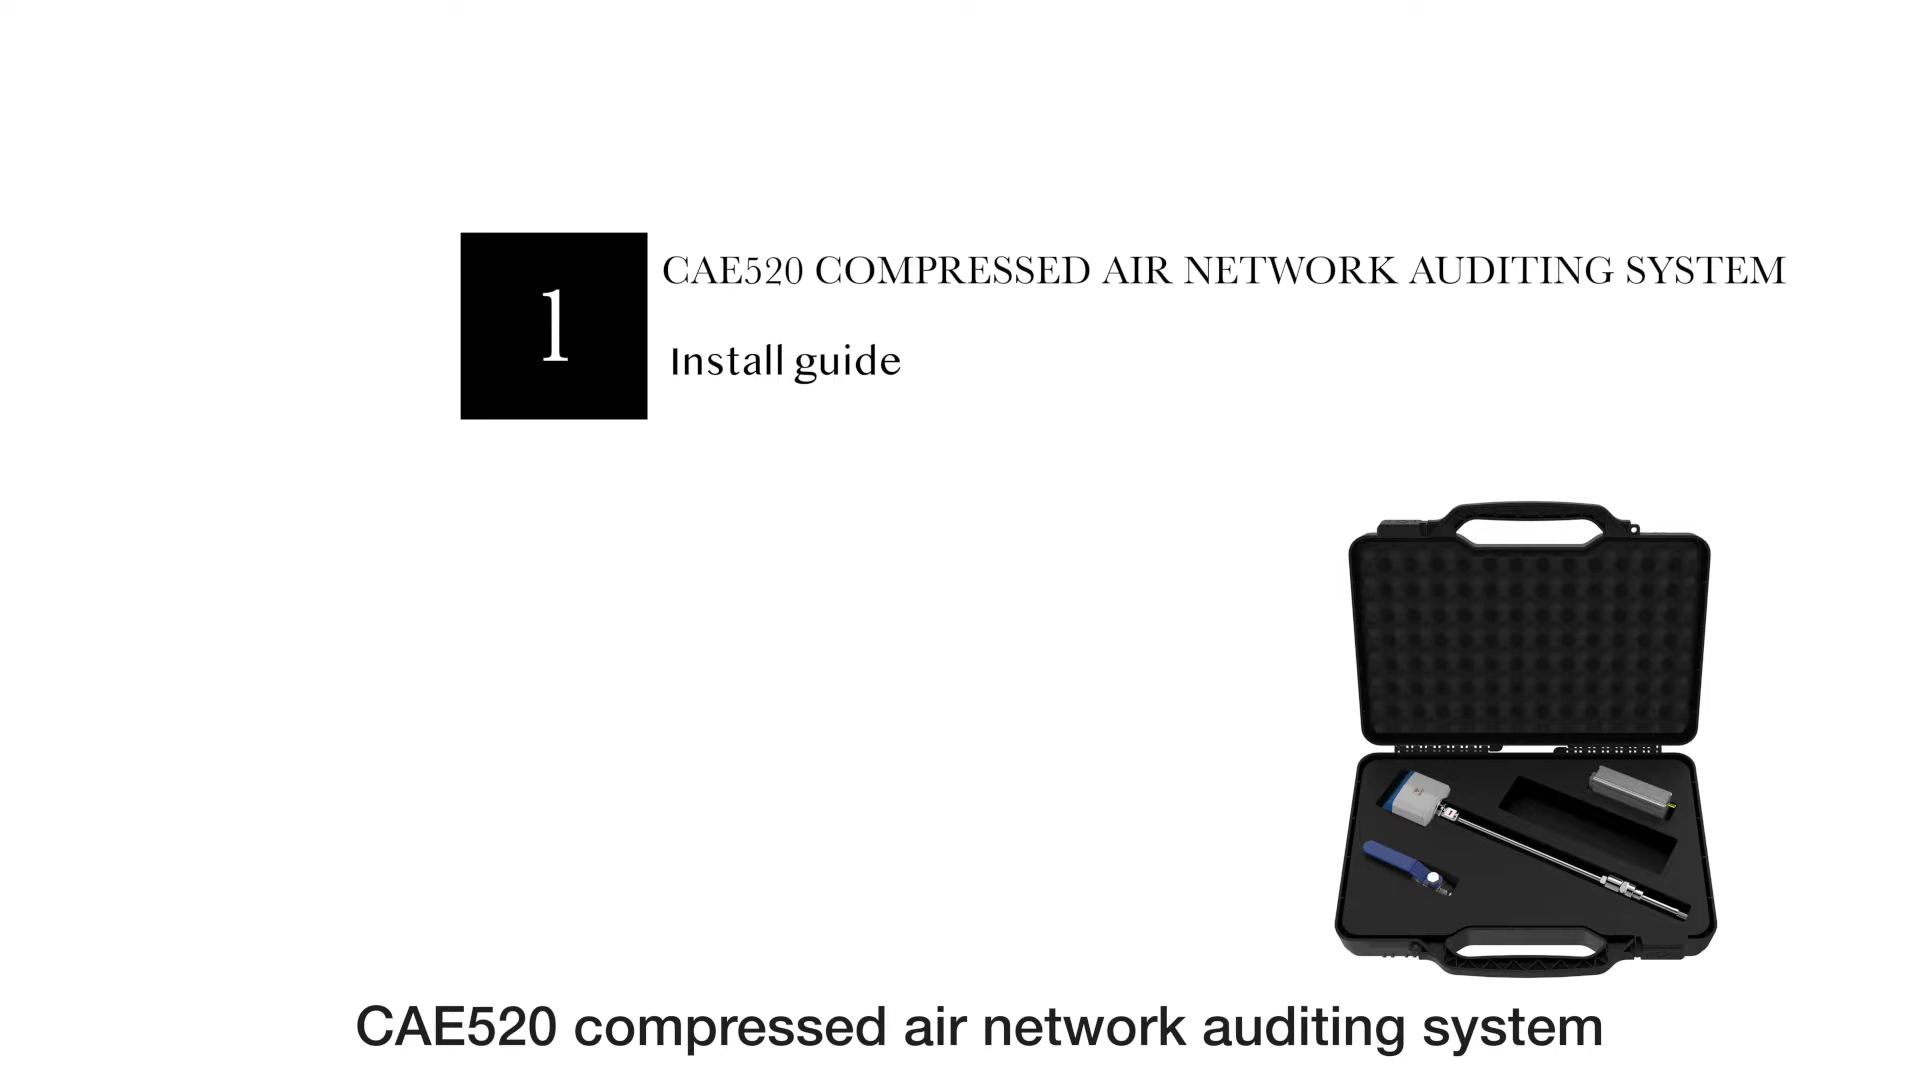 1
CAE520 COMPRESSED AIR NETWORK AUDITING SYSTEM
Install guide
CAE520 compressed air network auditing system